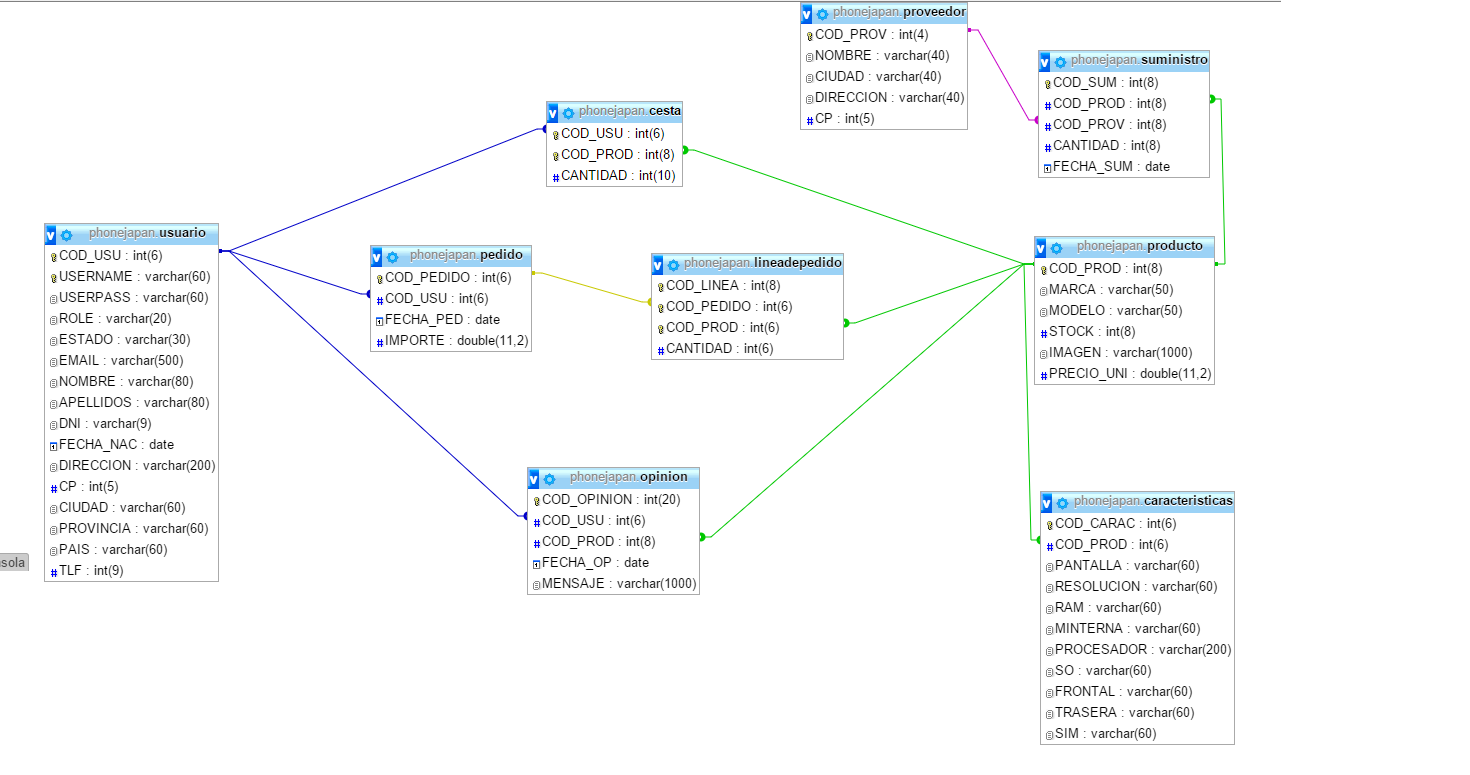 phonejapan.proveedor
COD_PROV : int(4)
NOMBRE : varchar(40)
CIUDAD : varchar(40)
DIRECCION : varchar(40)
CP : int(5)
phonejapan.suministro
COD_SUM : int(8)
COD_PROD : int(8)
COD_PROV : int(8)
CANTIDAD : int(8)
FECHA_SUM : date
phonejapan.cesta
COD_USU : int(6)
COD_PROD : int(8)
CANTIDAD : int(10)
phonejapan.usuario
COD_USU : int(6)
USERNAME : varchar(60)
USERPASS : varchar(60)
ROLE : varchar(20)
ESTADO : varchar(30)
EMAIL : varchar(500)
NOMBRE : varchar(80)
APELLIDOS : varchar(80)
DNI : varchar(9)
FECHA_NAC : date
DIRECCION : varchar(200)
CP : int(5)
CIUDAD : varchar(60)
PROVINCIA : varchar(60)
PAIS : varchar(60)
TLF : int(9)
phonejapan.pedido
COD_PEDIDO : int(6)
COD_USU : int(6)
FECHA_PED : date
IMPORTE : double(11,2)
phonejapan.lineadepedido
COD_LINEA : int(8)
COD_PEDIDO : int(6)
COD_PROD : int(6)
CANTIDAD : int(6)
phonejapan.producto
COD_PROD : int(8)
MARCA : varchar(50)
MODELO : varchar(50)
STOCK : int(8)
IMAGEN : varchar(1000)
PRECIO_UNI : double(11,2)
phonejapan.opinion
COD_OPINION : int(20)
COD_USU : int(6)
COD_PROD : int(8)
FECHA_OP : date
MENSAJE : varchar(1000)
phonejapan.caracteristicas
COD_CARAC : int(6)
COD_PROD : int(6)
PANTALLA : varchar(60)
RESOLUCION : varchar(60)
RAM : varchar(60)
MINTERNA : varchar(60)
PROCESADOR : varchar(200)
SO : varchar(60)
FRONTAL : varchar(60)
TRASERA : varchar(60)
SIM : varchar(60)
sola